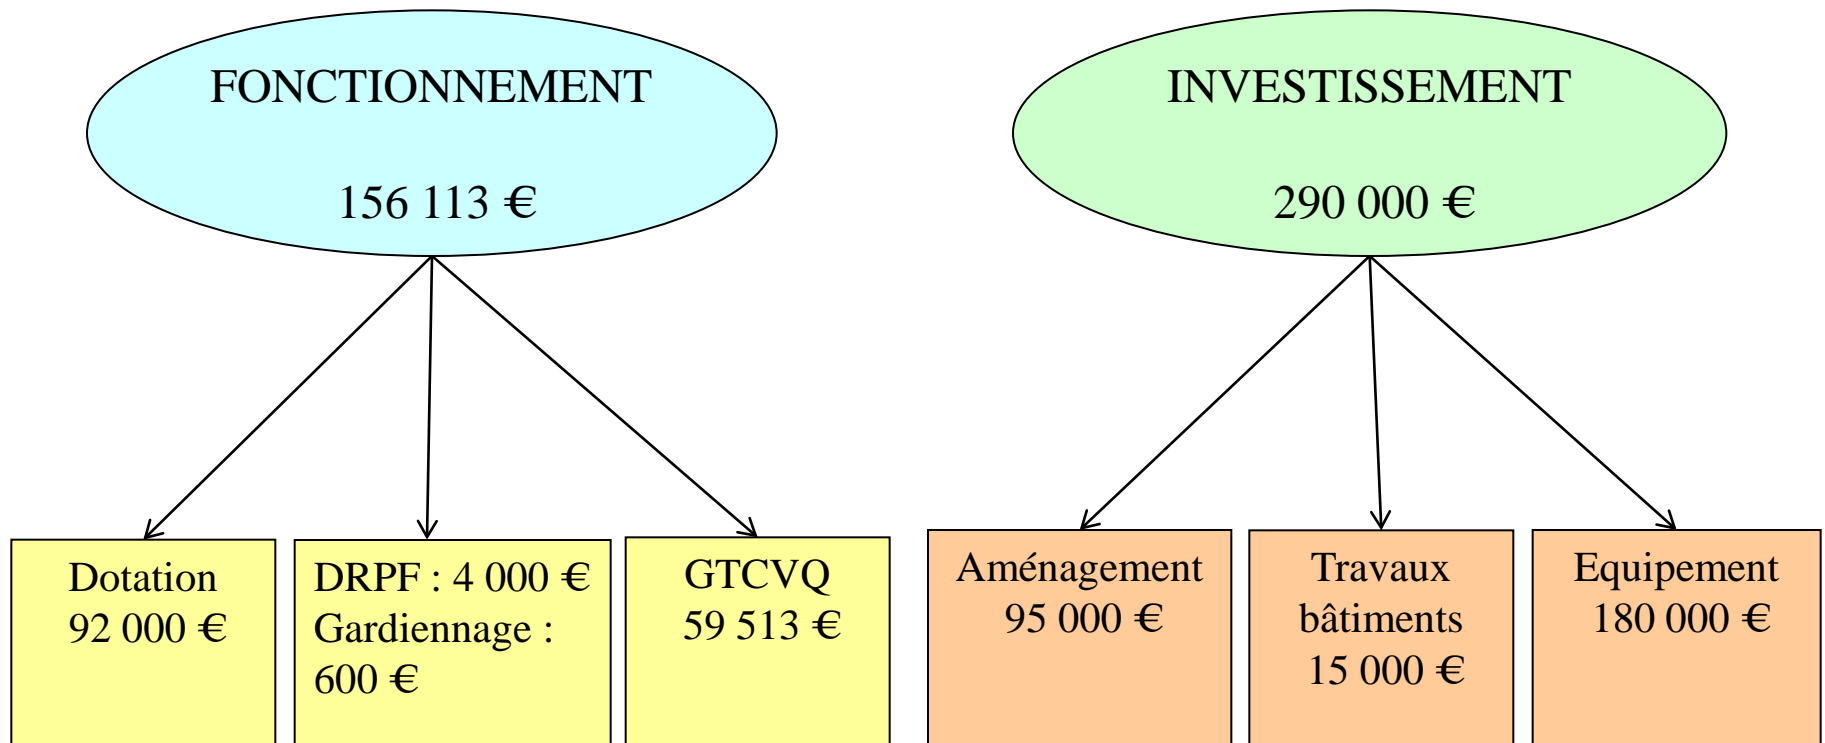 FONCTIONNEMENT
156 113 €
INVESTISSEMENT
290 000 €
Dotation
92 000 €
DRPF : 4 000 €
Gardiennage :
600 €
GTCVQ
59 513 €
Aménagement
95 000 €
Travaux
bâtiments
15 000 €
Equipement
180 000 €